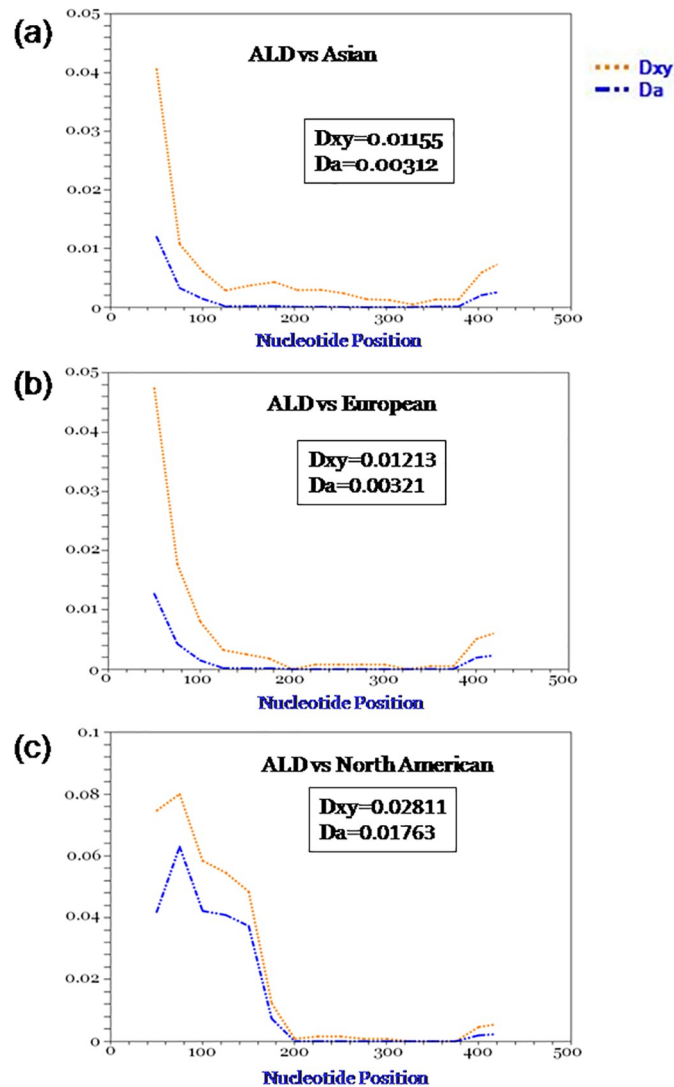 (a)
ALD vs Asian
Dxy
Da
Dxy=0.01155
Da=0.00312
0.05
0.04
0.03
0.02
0.01
0
0 100 200 300 400 500
Nucleotide Position
(b)
ALD vs European
Dxy=0.01213
Da=0.00321
0.05
0.04
0.03
0.02
0.01
0
0 100 200 300 400 500
Nucleotide Position
(c)
ALD vs North American
Dxy=0.02811
Da=0.01763
0.1
0.08
0.06
0.04
0.02
0
0 100 200 300 400 500
Nucleotide Position